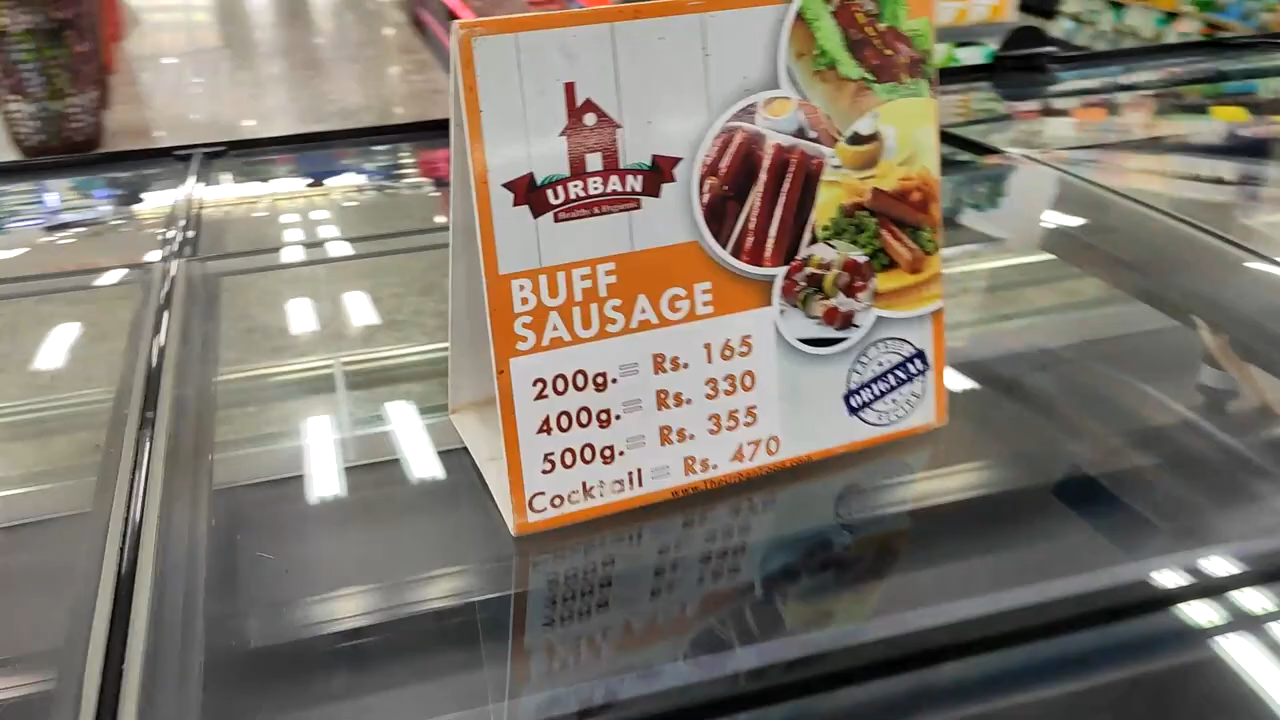 URBAN
Healthy & Hygienic
BUFF
SAUSAGE
200g.= Rs. 165
400g.= Rs. 330
500g.= Rs. 355
Cocktail = Rs. 470
ORIGINAL